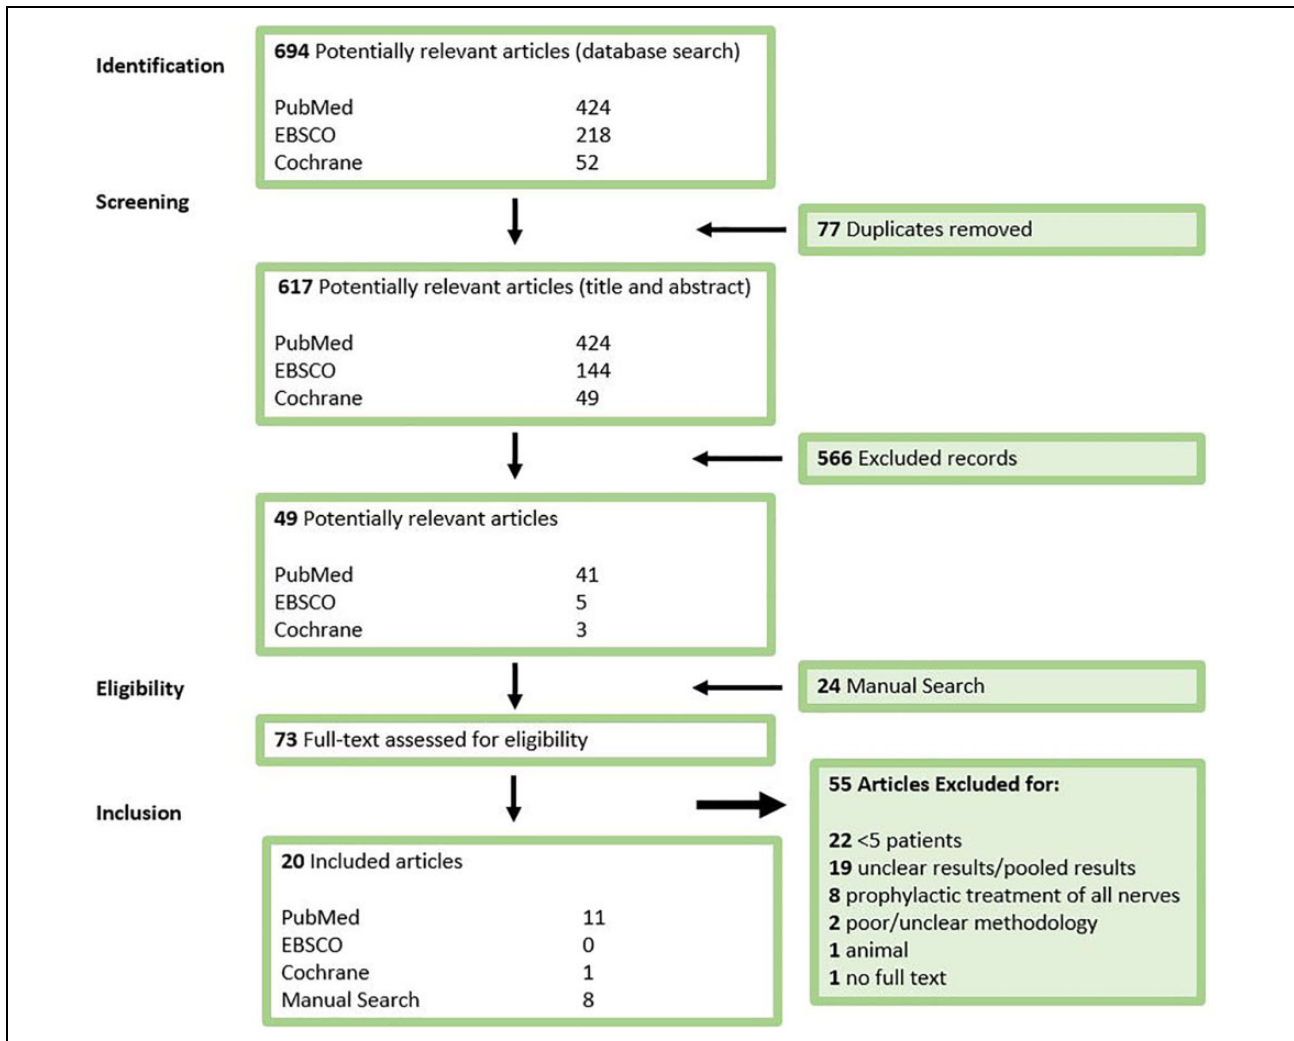 Identification
694 Potentially relevant articles (database search)
PubMed 424
EBSCO 218
Cochrane 52
Screening
77 Duplicates removed
617 Potentially relevant articles (title and abstract)
PubMed 424
EBSCO 144
Cochrane 49
566 Excluded records
49 Potentially relevant articles
PubMed 41
EBSCO 5
Cochrane 3
Eligibility
24 Manual Search
73 Full-text assessed for eligibility
Inclusion
55 Articles Excluded for:
22 <5 patients
19 unclear results/pooled results
8 prophylactic treatment of all nerves
2 poor/unclear methodology
1 animal
1 no full text
20 Included articles
PubMed 11
EBSCO 0
Cochrane 1
Manual Search 8